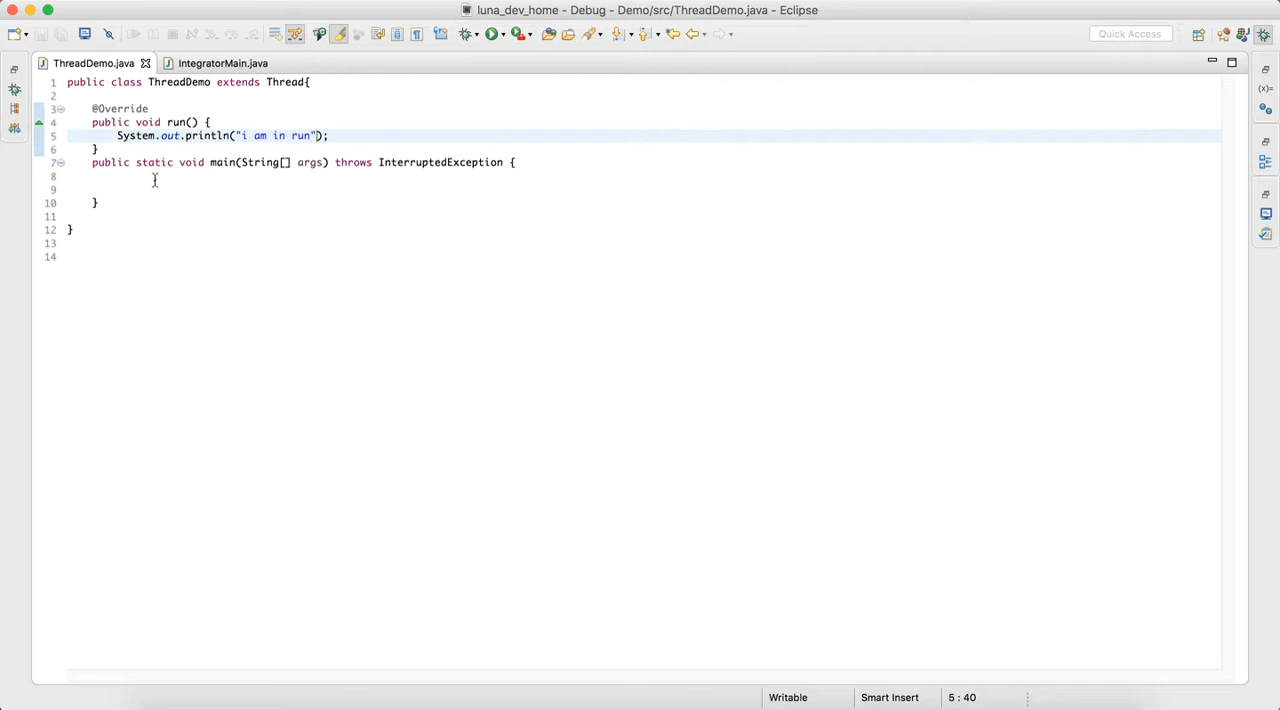 luna_dev_home - Debug - Demo/src/ThreadDemo.java - Eclipse
Quick Access
ThreadDemo.java IntegratorMain.java
1 public class ThreadDemo extends Thread{
2
3 @Override
4 public void run() {
5 System.out.println("i am in run");
6 }
7 public static void main(String[] args) throws InterruptedException {
8
9
10 }
11
12 }
13
14
Writable Smart Insert 5 : 40